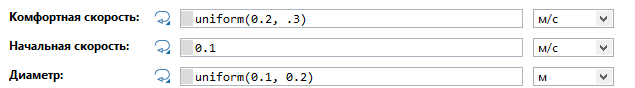 Комфортная скорость: uniform(0.2, .3) м/с
Начальная скорость: 0.1 м/с
Диаметр: uniform(0.1, 0.2) м